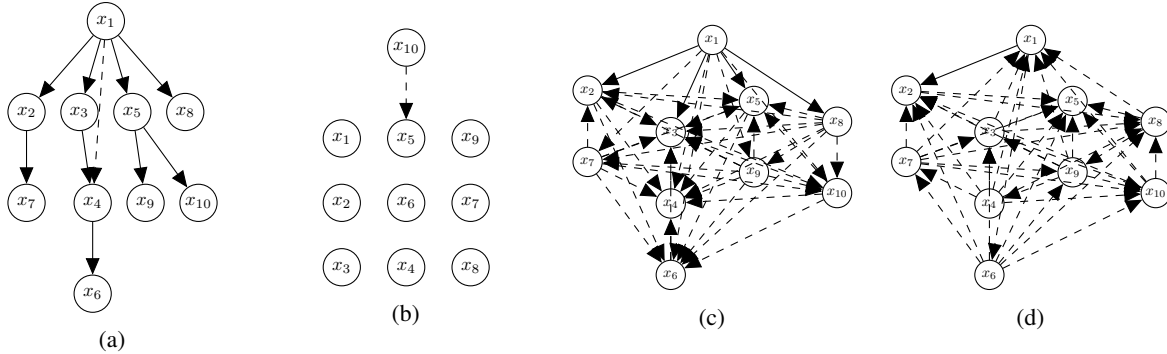 x1
x2 x3 x5 x8
x7 x4 x9 x10
x6
(a)
x10
x1 x5 x9
x2 x6 x7
x3 x4 x8
(b)
x1
x2 x5 x8
x3
x7 x9 x10
x4
x6
(c)
x1
x2 x5 x8
x3
x7 x9 x10
x4
x6
(d)